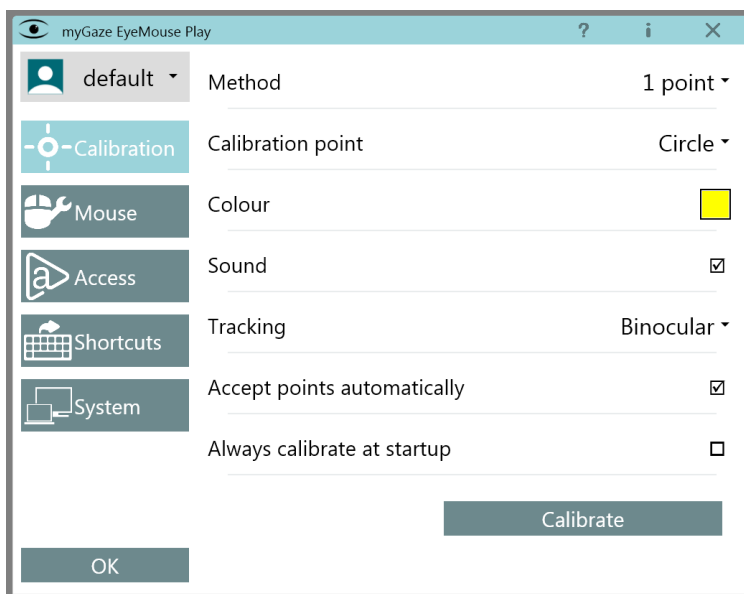 myGaze EyeMouse Play ? i
default
Calibration
Mouse
a Access
Shortcuts
System
OK
Method 1 point
Calibration point Circle
Colour
Sound
Tracking Binocular
Accept points automatically
Always calibrate at startup
Calibrate